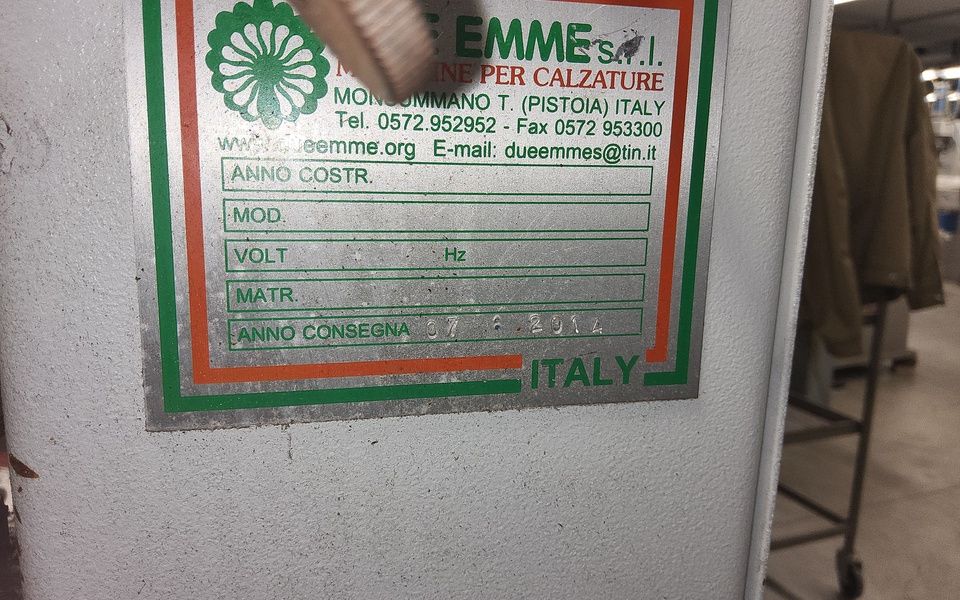 EMME s.r.l.
PER CALZATURE
MONSUMMANO T. (PISTOIA) ITALY
Tel. 0572.952952 - Fax 0572 953300
www.dueemme.org E-mail: dueemmes@tin.it
ANNO COSTR.
MOD.
VOLT Hz
MATR.
ANNO CONSEGNA 07 2014
ITALY